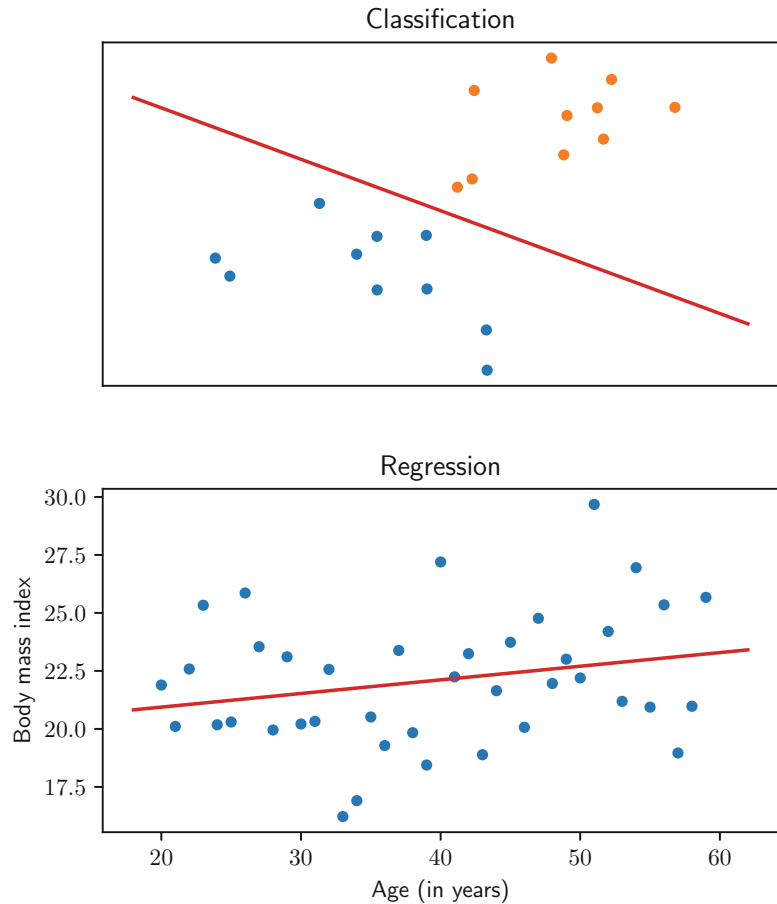 Classification
Regression
30.0
27.5
25.0
22.5
20.0
17.5
Body mass index
20 30 40 50 60
Age (in years)